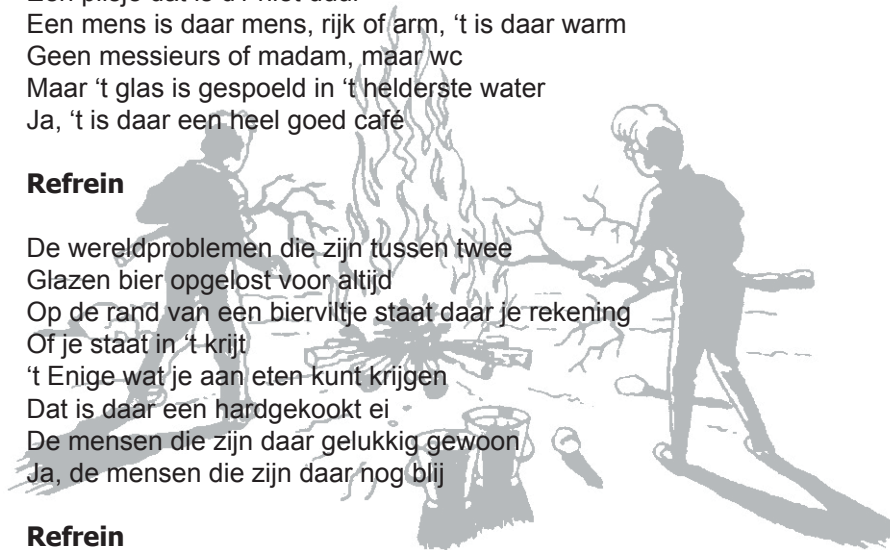 Een mens is daar mens, rijk of arm, ‘t is daar warm
Geen messieurs of madam, maar wc
Maar ‘t glas is gespoeld in ‘t helderste water
Ja, ‘t is daar een heel goed café
Refrein
De wereldproblemen die zijn tussen twee
Glazen bier opgelost voor altijd
Op de rand van een bierviltje staat daar je rekening
Of je staat in ‘t krijt
‘t Enige wat je aan eten kunt krijgen
Dat is daar een hardgekookt ei
De mensen die zijn daar gelukkig gewoon
Ja, de mensen die zijn daar nog blij
Refrein